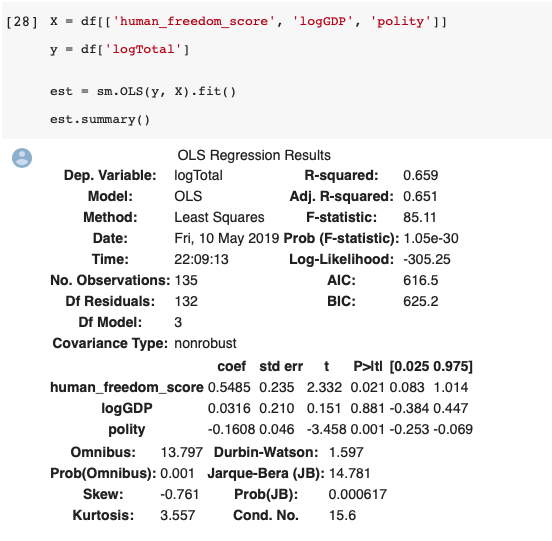 [28] X = df[['human_freedom_score', 'logGDP', 'polity']]
y = df['logTotal']
est = sm.OLS(y, X).fit()
est.summary()
OLS Regression Results
Dep. Variable: logTotal R-squared: 0.659
Model: OLS Adj. R-squared: 0.651
Method: Least Squares F-statistic: 85.11
Date: Fri, 10 May 2019 Prob (F-statistic): 1.05e-30
Time: 22:09:13 Log-Likelihood: -305.25
No. Observations: 135 AIC: 616.5
Df Residuals: 132 BIC: 625.2
Df Model: 3
Covariance Type: nonrobust
coef std err t P>|t| [0.025 0.975]
human_freedom_score 0.5485 0.235 2.332 0.021 0.083 1.014
logGDP 0.0316 0.210 0.151 0.881 -0.384 0.447
polity -0.1608 0.046 -3.458 0.001 -0.253 -0.069
Omnibus: 13.797 Durbin-Watson: 1.597
Prob(Omnibus): 0.001 Jarque-Bera (JB): 14.781
Skew: -0.761 Prob(JB): 0.000617
Kurtosis: 3.557 Cond. No. 15.6